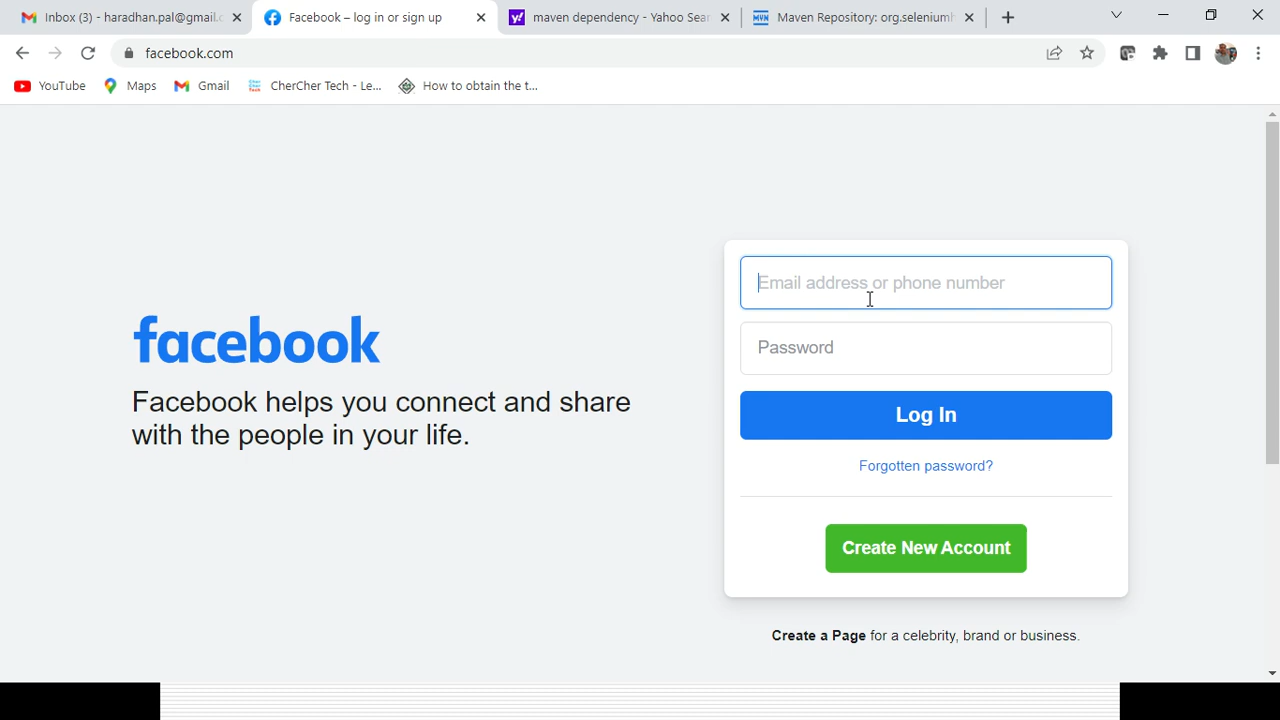 Inbox (3) - haradhan.pal@gmail.c
Facebook – log in or sign up
maven dependency - Yahoo Sear
Maven Repository: org.seleniumh
facebook.com
YouTube
Maps
Gmail
CherCher Tech - Le...
How to obtain the t...
facebook
Facebook helps you connect and share
with the people in your life.
Email address or phone number
Password
Log In
Forgotten password?
Create New Account
Create a Page for a celebrity, brand or business.